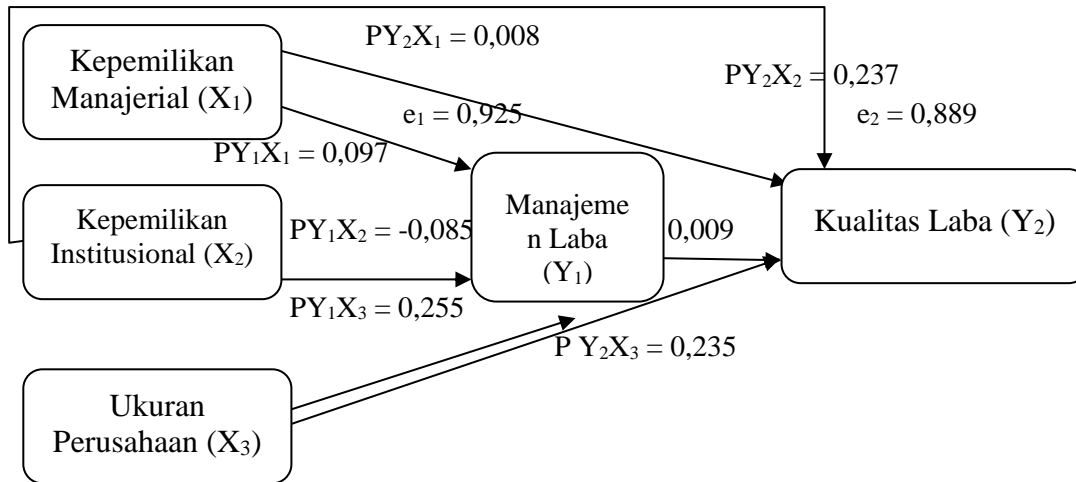 PY₂X₁ = 0,008
Kepemilikan
Manajerial (X₁)
PY₂X₂ = 0,237
e₁ = 0,925
e₂ = 0,889
PY₁X₁ = 0,097
Kepemilikan
Institusional (X₂)
PY₁X₂ = -0,085
Manajeme
n Laba
(Y₁)
0,009
Kualitas Laba (Y₂)
PY₁X₃ = 0,255
P Y₂X₃ = 0,235
Ukuran
Perusahaan (X₃)